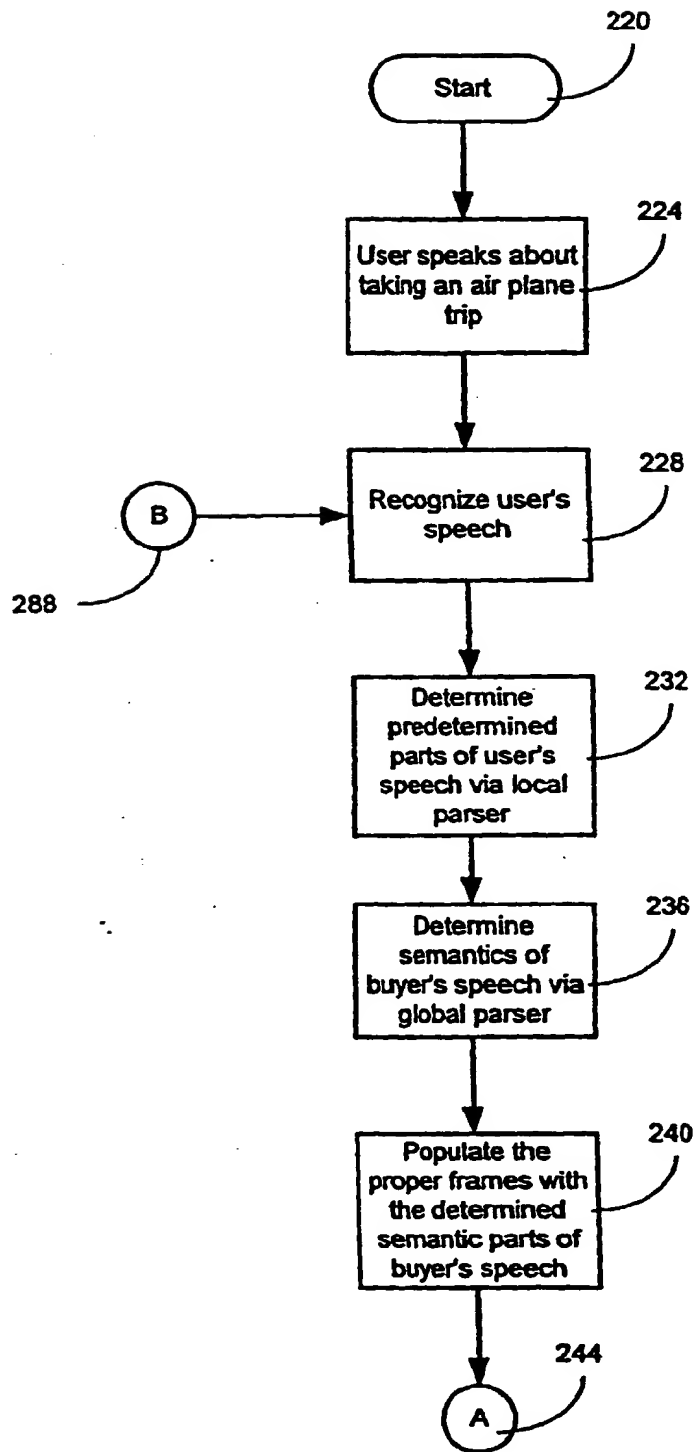 220
Start
224
User speaks about
taking an air plane
trip
228
B
Recognize user's
speech
288
232
Determine
predetermined
parts of user's
speech via local
parser
236
Determine
semantics of
buyer's speech via
global parser
240
Populate the
proper frames with
the determined
semantic parts of
buyer's speech
244
A